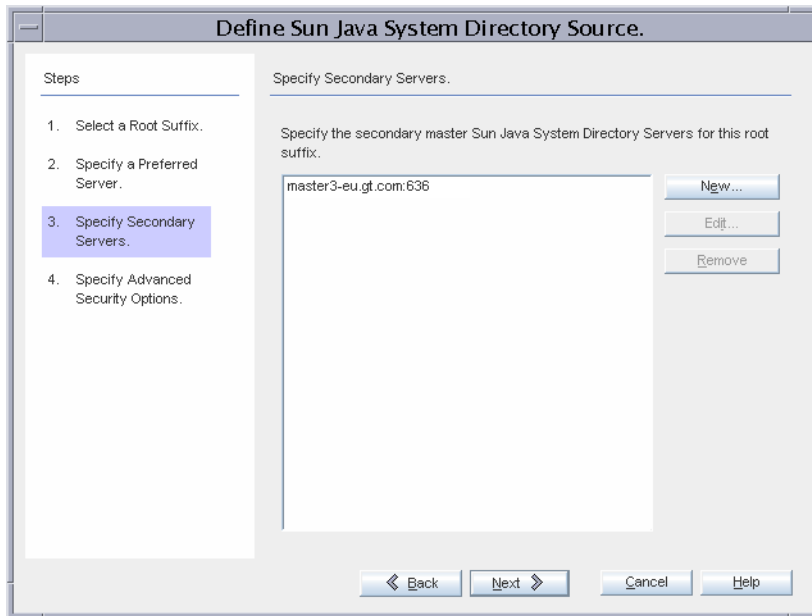 Define Sun Java System Directory Source.
Steps
1. Select a Root Suffix.
2. Specify a Preferred
Server.
3. Specify Secondary
Servers.
4. Specify Advanced
Security Options.
Specify Secondary Servers.
Specify the secondary master Sun Java System Directory Servers for this root
suffix.
master3-eu.gt.com:636
New...
Edit...
Remove
Back
Next
Cancel
Help